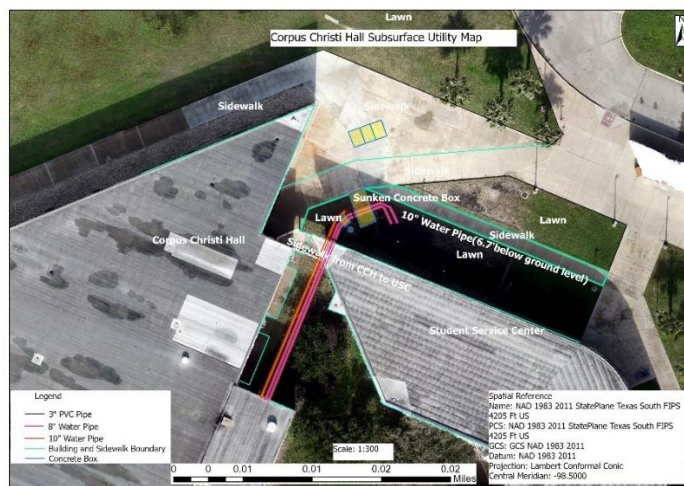 Lawn
Corpus Christi Hall Subsurface Utility Map
N
Sidewalk
Sidewalk
Sidewalk
Sunken Concrete Box
Lawn
Lawn
Sidewalk
10" Water Pipe(6.7' below ground level)
Lawn
Corpus Christi Hall
Sidewalk from CCH to USC
Student Service Center
Legend
3" PVC Pipe
8" Water Pipe
10" Water Pipe
Building and Sidewalk Boundary
Concrete Box
Scale: 1:300
0 0.01 0.01 0.02 0.02
Miles
Spatial Reference
Name: NAD 1983 2011 StatePlane Texas South FIPS
4205 Ft US
PCS: NAD 1983 2011 StatePlane Texas South FIPS
4205 Ft US
GCS: GCS NAD 1983 2011
Datum: NAD 1983 2011
Projection: Lambert Conformal Conic
Central Meridian: -98.5000